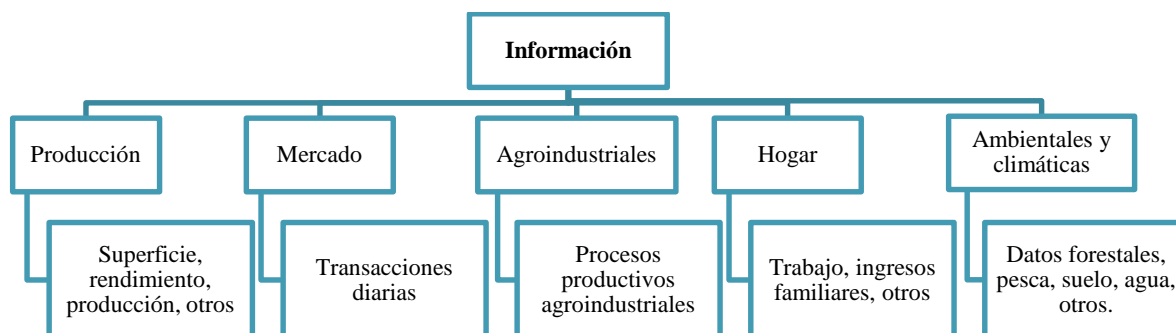 Información
Producción
Mercado
Agroindustriales
Hogar
Ambientales y
climáticas
Superficie,
rendimiento,
producción, otros
Transacciones
diarias
Procesos
productivos
agroindustriales
Trabajo, ingresos
familiares, otros
Datos forestales,
pesca, suelo, agua,
otros.